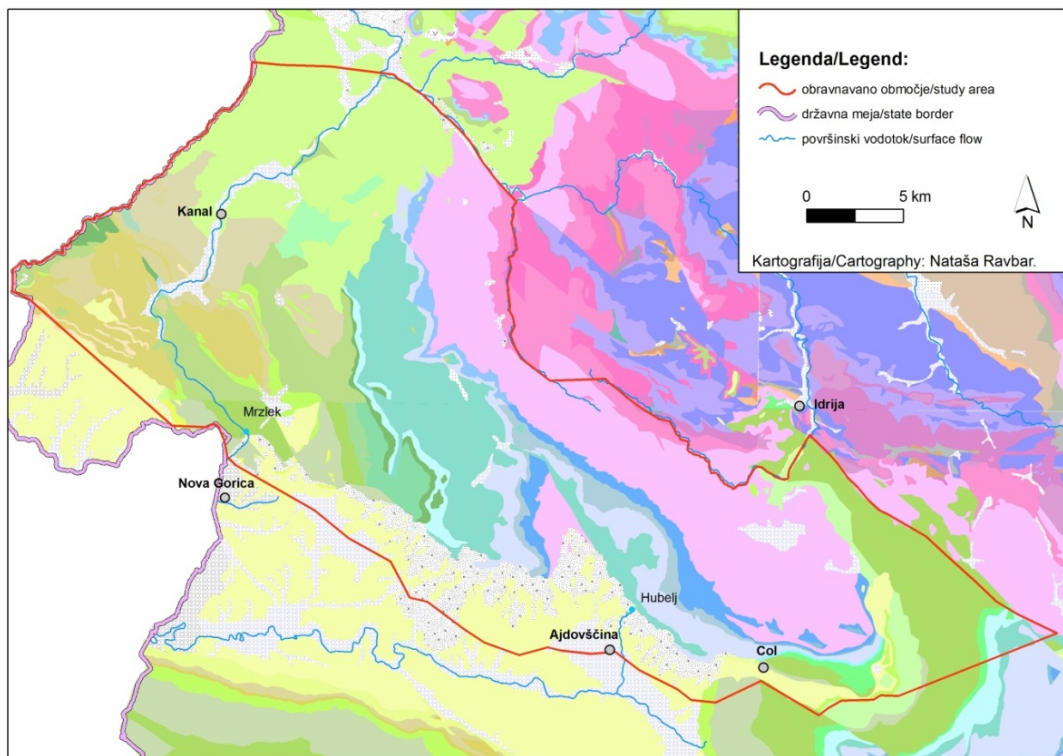 Legenda/Legend:
obravnavano območje/study area
državna meja/state border
površinski vodotok/surface flow
0 5 km
N
Kartografija/Cartography: Nataša Ravbar.
Kanal
Idrija
Mrzlek
Nova Gorica
Hubelj
Ajdovščina
Col